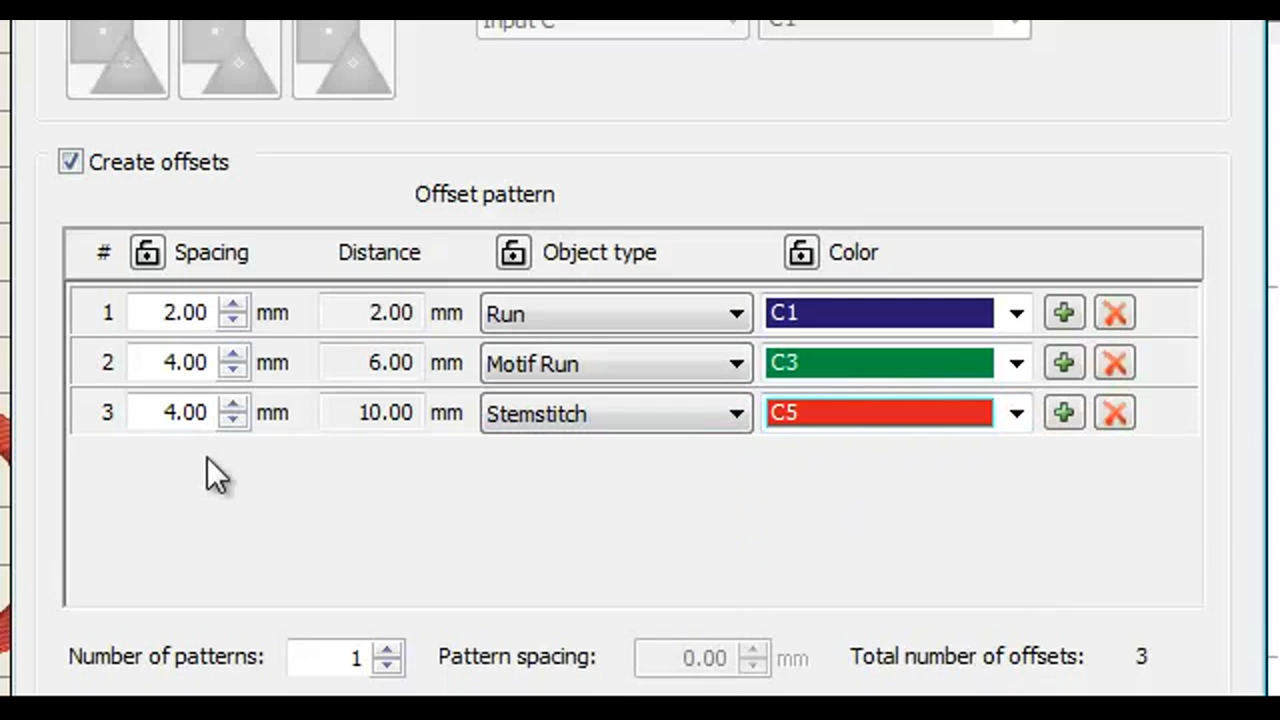 Input C C1
Create offsets
Offset pattern
# Spacing Distance Object type Color
1 2.00 mm 2.00 mm Run C1
2 4.00 mm 6.00 mm Motif Run C3
3 4.00 mm 10.00 mm Stemstitch C5
Number of patterns: 1 Pattern spacing: 0.00 mm Total number of offsets: 3